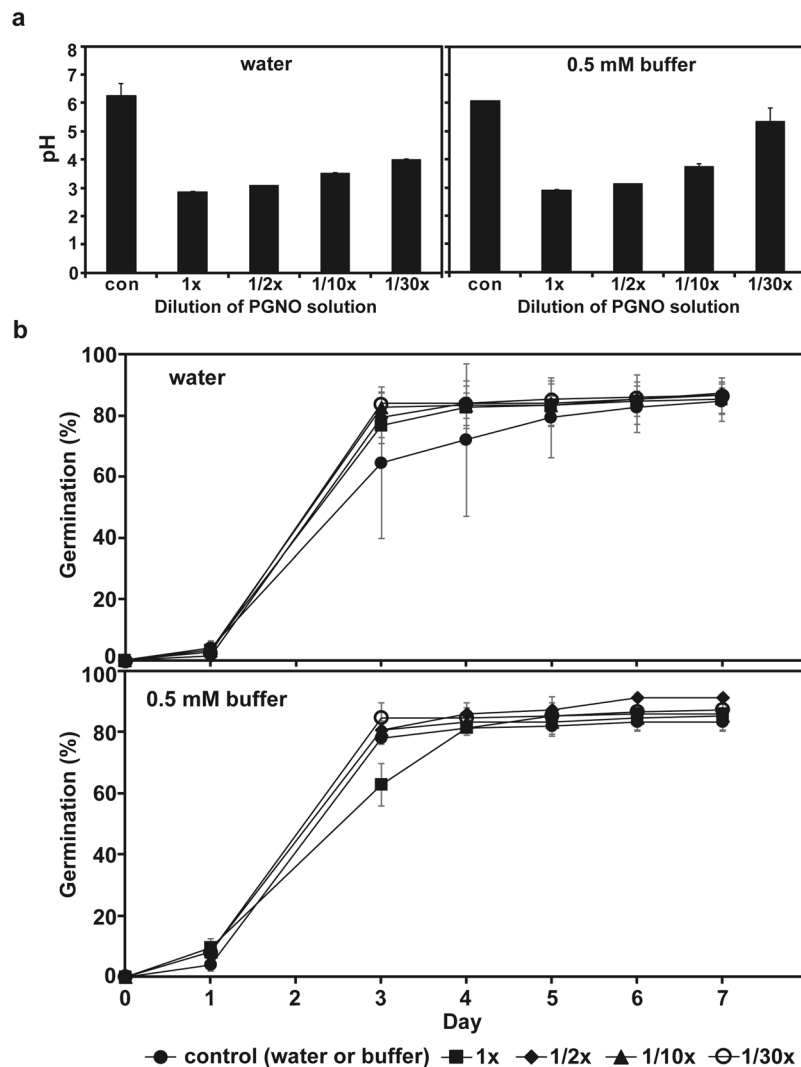 a
water
0.5 mM buffer
pH
8
7
6
5
4
3
2
1
0
con 1x 1/2x 1/10x 1/30x
con 1x 1/2x 1/10x 1/30x
Dilution of PGNO solution
Dilution of PGNO solution
b
water
Germination (%)
100
80
60
40
20
0
0.5 mM buffer
Germination (%)
100
80
60
40
20
0
0 1 2 3 4 5 6 7
Day
control (water or buffer) 1x 1/2x 1/10x 1/30x